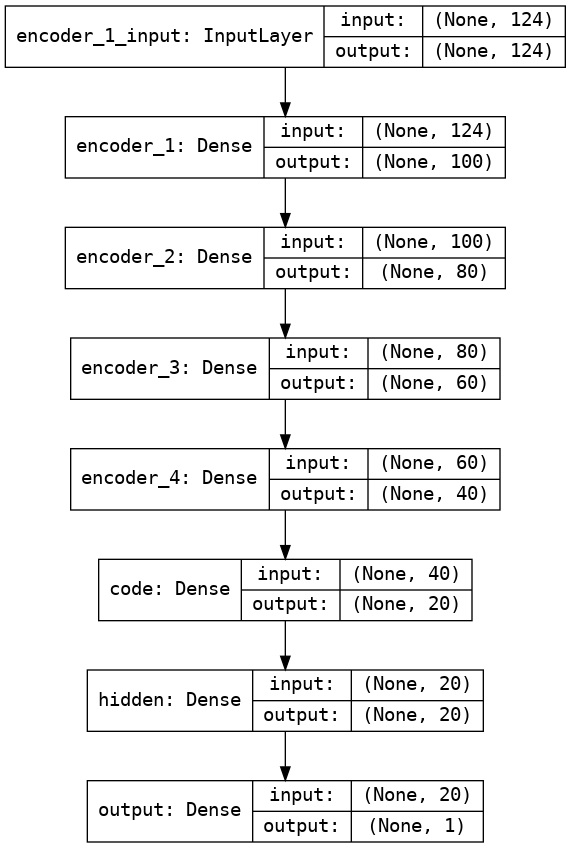 encoder_1_input: InputLayer
input: (None, 124)
output: (None, 124)
encoder_1: Dense
input: (None, 124)
output: (None, 100)
encoder_2: Dense
input: (None, 100)
output: (None, 80)
encoder_3: Dense
input: (None, 80)
output: (None, 60)
encoder_4: Dense
input: (None, 60)
output: (None, 40)
code: Dense
input: (None, 40)
output: (None, 20)
hidden: Dense
input: (None, 20)
output: (None, 20)
output: Dense
input: (None, 20)
output: (None, 1)